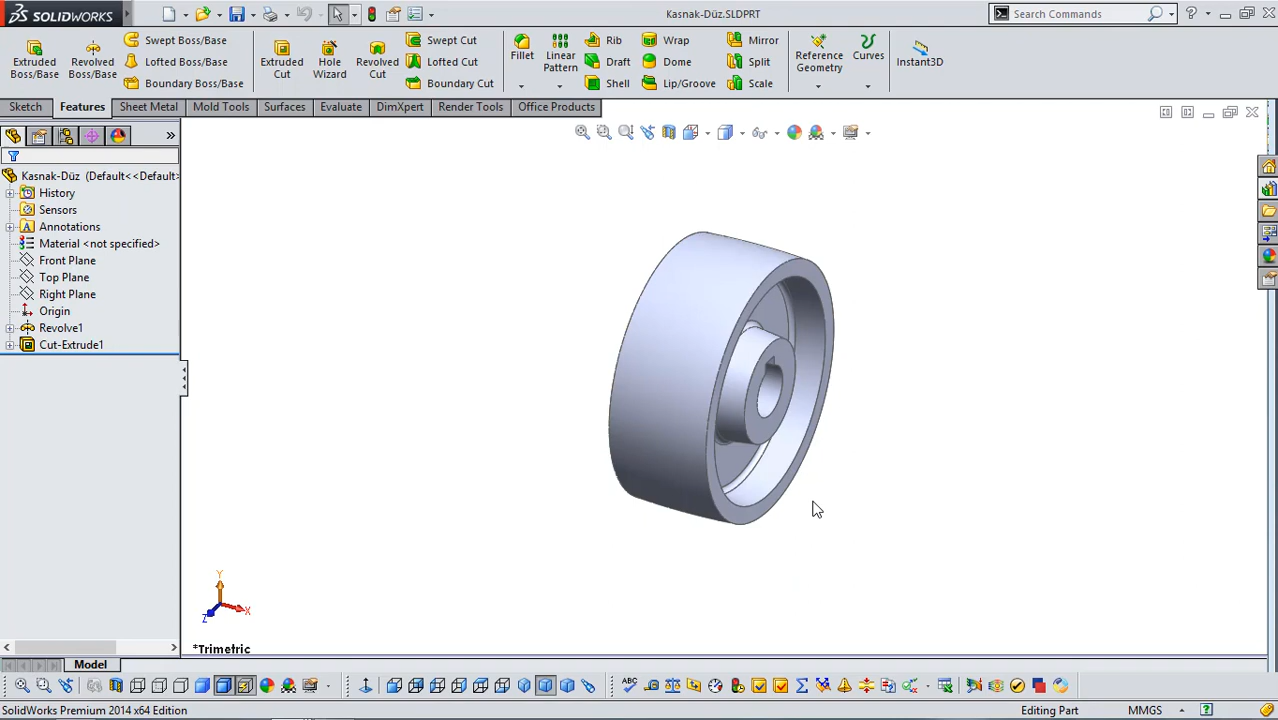 SOLIDWORKS
Kasnak-Düz.SLDPRT
Search Commands
Extruded Boss/Base
Revolved Boss/Base
Swept Boss/Base
Lofted Boss/Base
Boundary Boss/Base
Extruded Cut
Hole Wizard
Revolved Cut
Swept Cut
Lofted Cut
Boundary Cut
Fillet
Linear Pattern
Rib
Draft
Shell
Wrap
Dome
Lip/Groove
Mirror
Split
Scale
Reference Geometry
Curves
Instant3D
Sketch
Features
Sheet Metal
Mold Tools
Surfaces
Evaluate
DimXpert
Render Tools
Office Products
Kasnak-Düz (Default<<Default>
History
Sensors
Annotations
Material <not specified>
Front Plane
Top Plane
Right Plane
Origin
Revolve1
Cut-Extrude1
Y
X
Z
*Trimetric
Model
SolidWorks Premium 2014 x64 Edition
Editing Part
MMGS